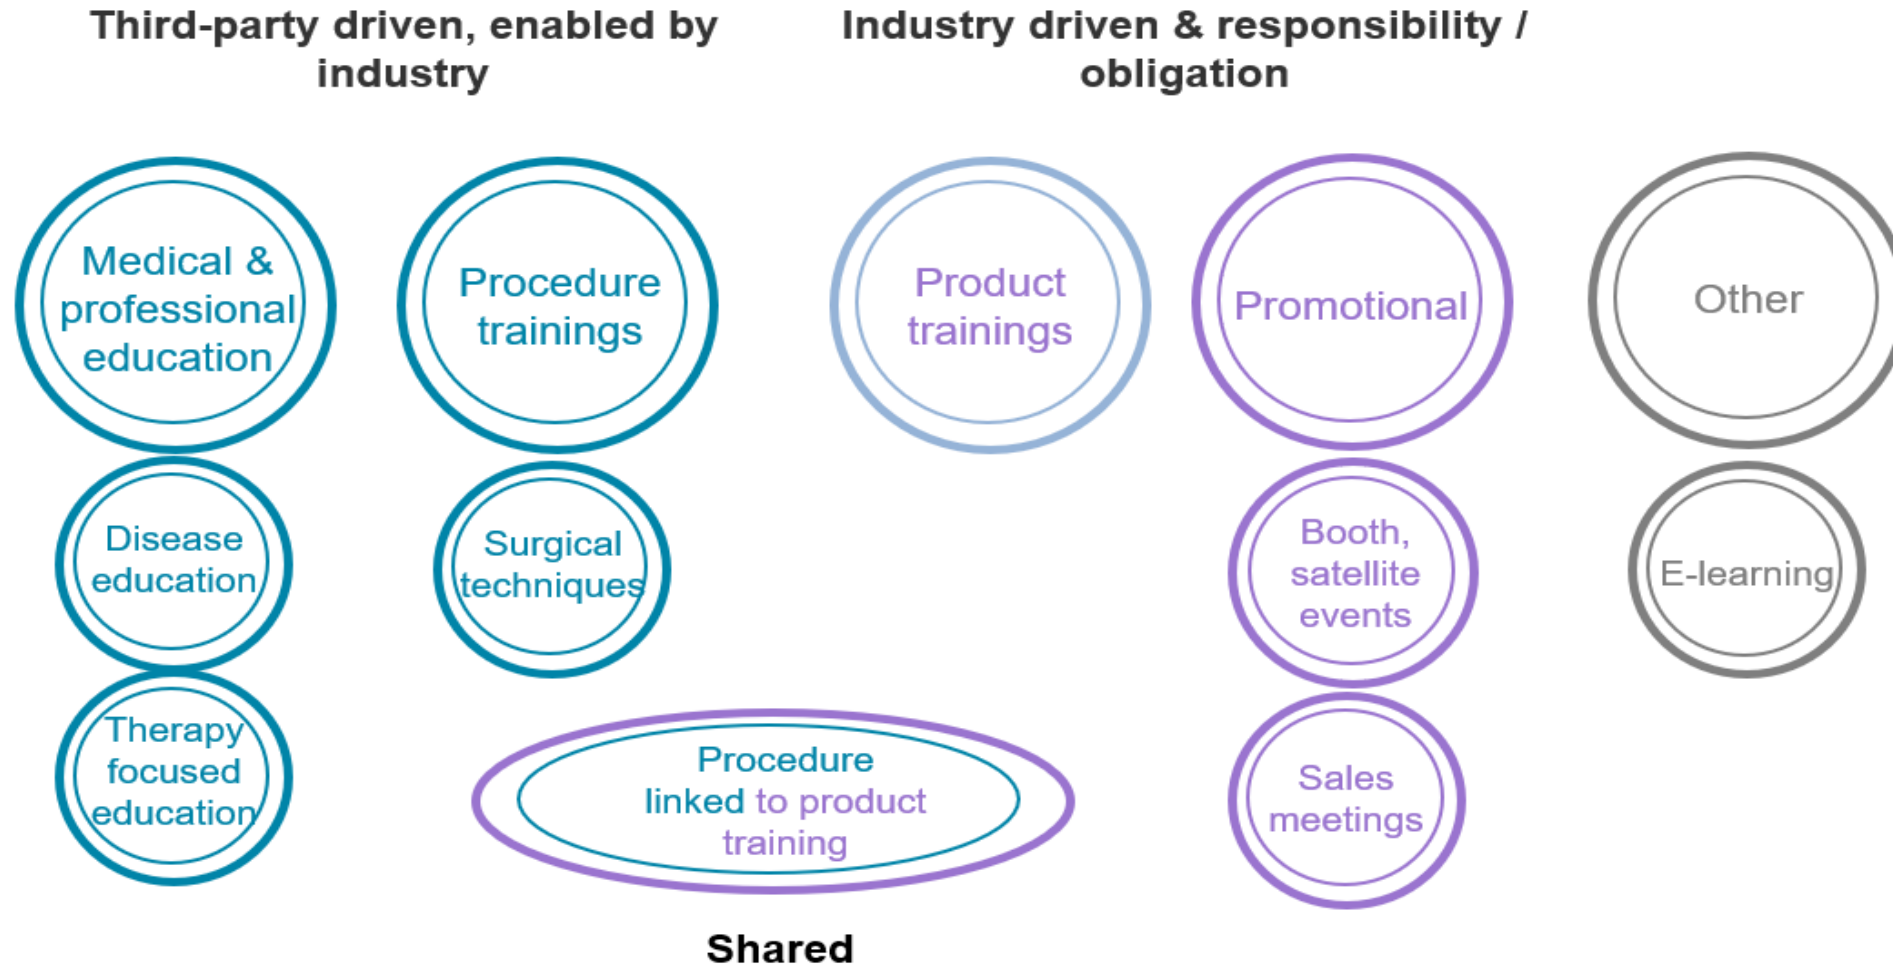 Third-party driven, enabled by
industry
Industry driven & responsibility /
obligation
Medical &
professional
education
Procedure
trainings
Product
trainings
Promotional
Other
Disease
education
Surgical
techniques
Booth,
satellite
events
E-learning
Therapy
focused
education
Procedure
linked to product
training
Sales
meetings
Shared